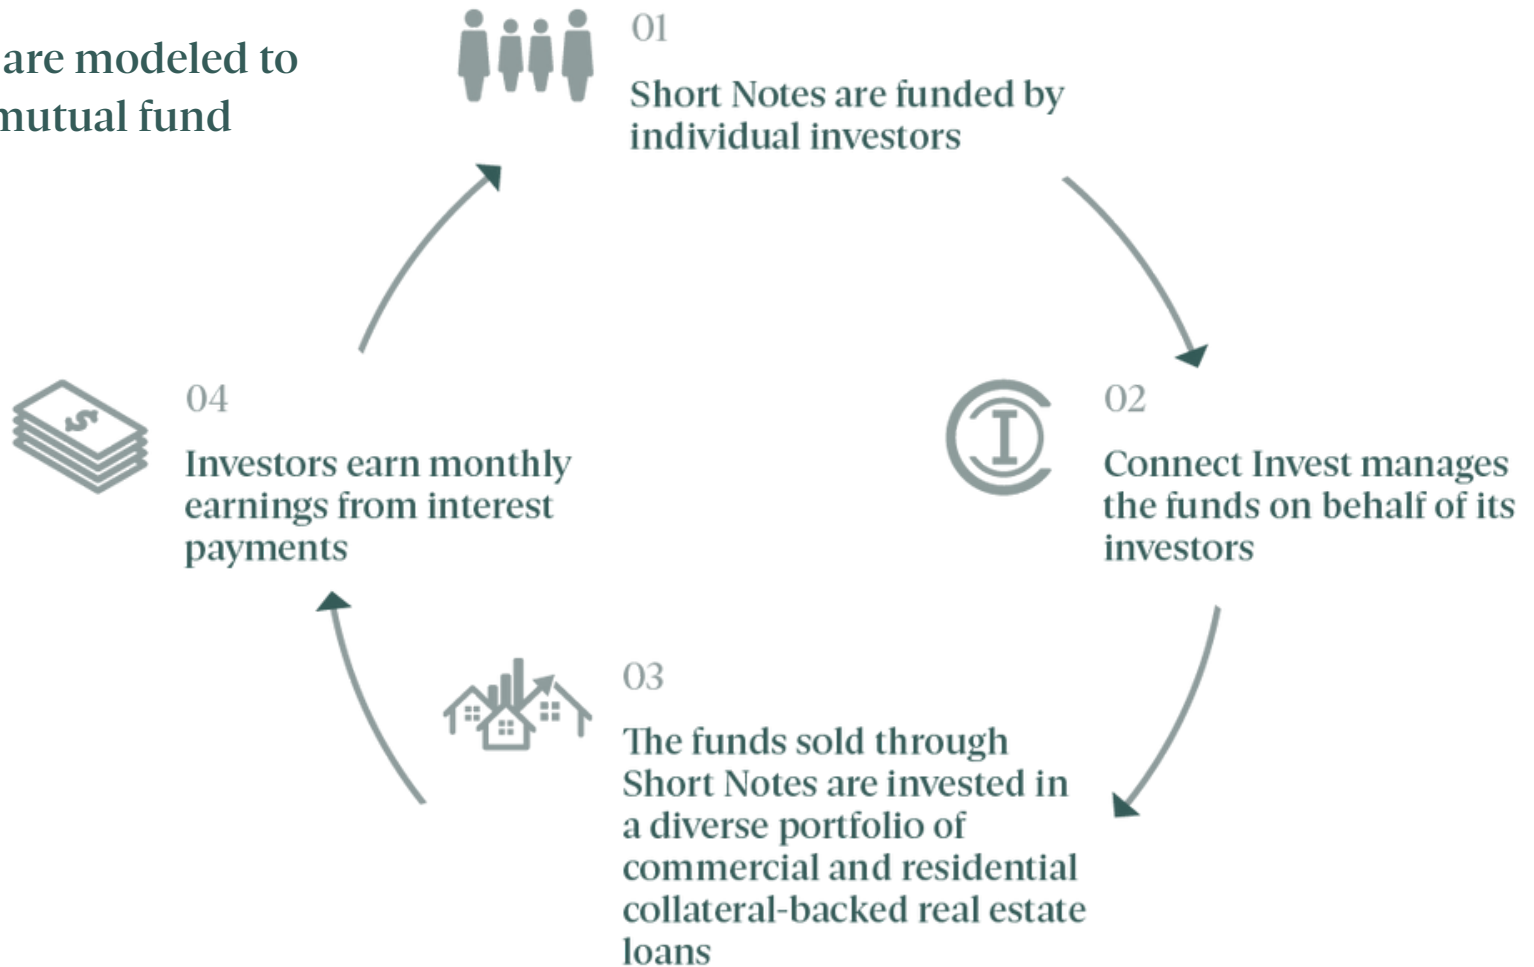 are modeled to
mutual fund
01
Short Notes are funded by
individual investors
02
Connect Invest manages
the funds on behalf of its
investors
03
The funds sold through
Short Notes are invested in
a diverse portfolio of
commercial and residential
collateral-backed real estate
loans
04
Investors earn monthly
earnings from interest
payments